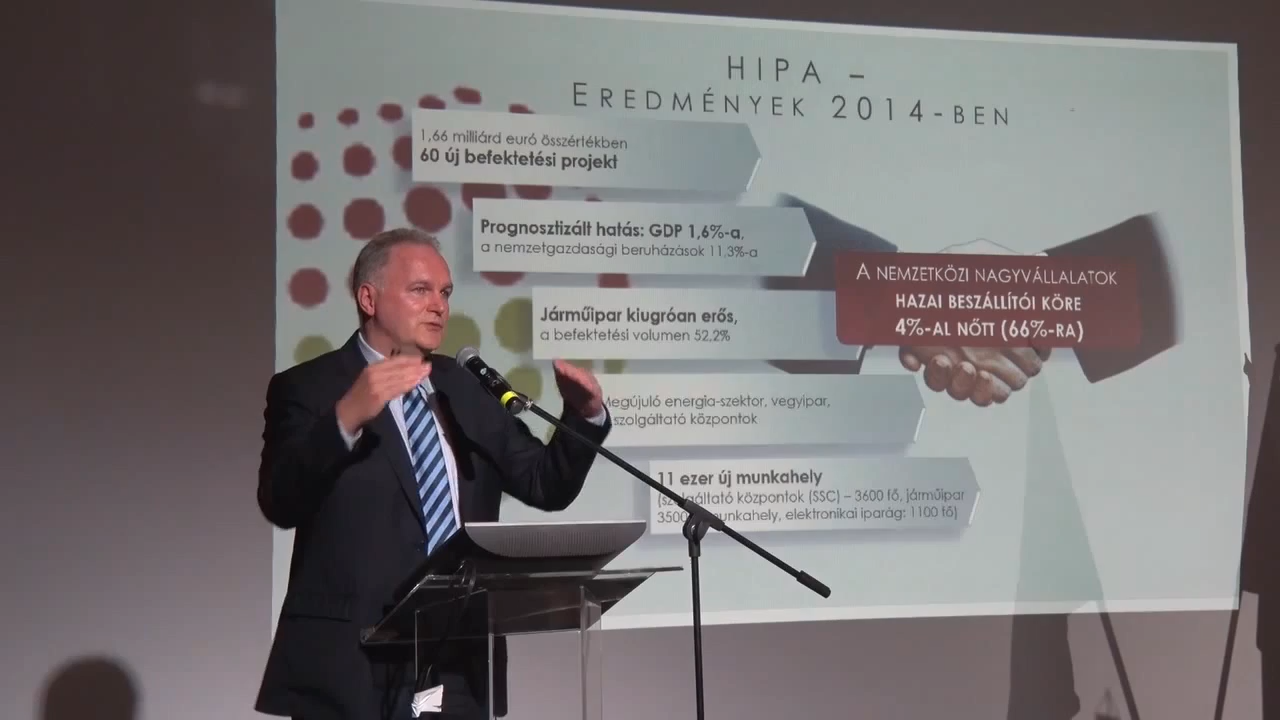 HIPA –
EREDMÉNYEK 2014-BEN
1,66 milliárd euró összértékben
60 új befektetési projekt
Prognosztizált hatás: GDP 1,6%-a,
a nemzetgazdasági beruházások 11,3%-a
A NEMZETKÖZI NAGYVÁLLALATOK
HAZAI BESZÁLLÍTÓI KÖRE
4%-AL NŐTT (66%-RA)
Járműipar kiugróan erős,
a befektetési volumen 52,2%
Megújuló energia-szektor, vegyipar,
szolgáltató központok
11 ezer új munkahely
(szolgáltató központok (SSC) – 3600 fő, járműipar
3500 munkahely, elektronikai iparág: 1100 fő)